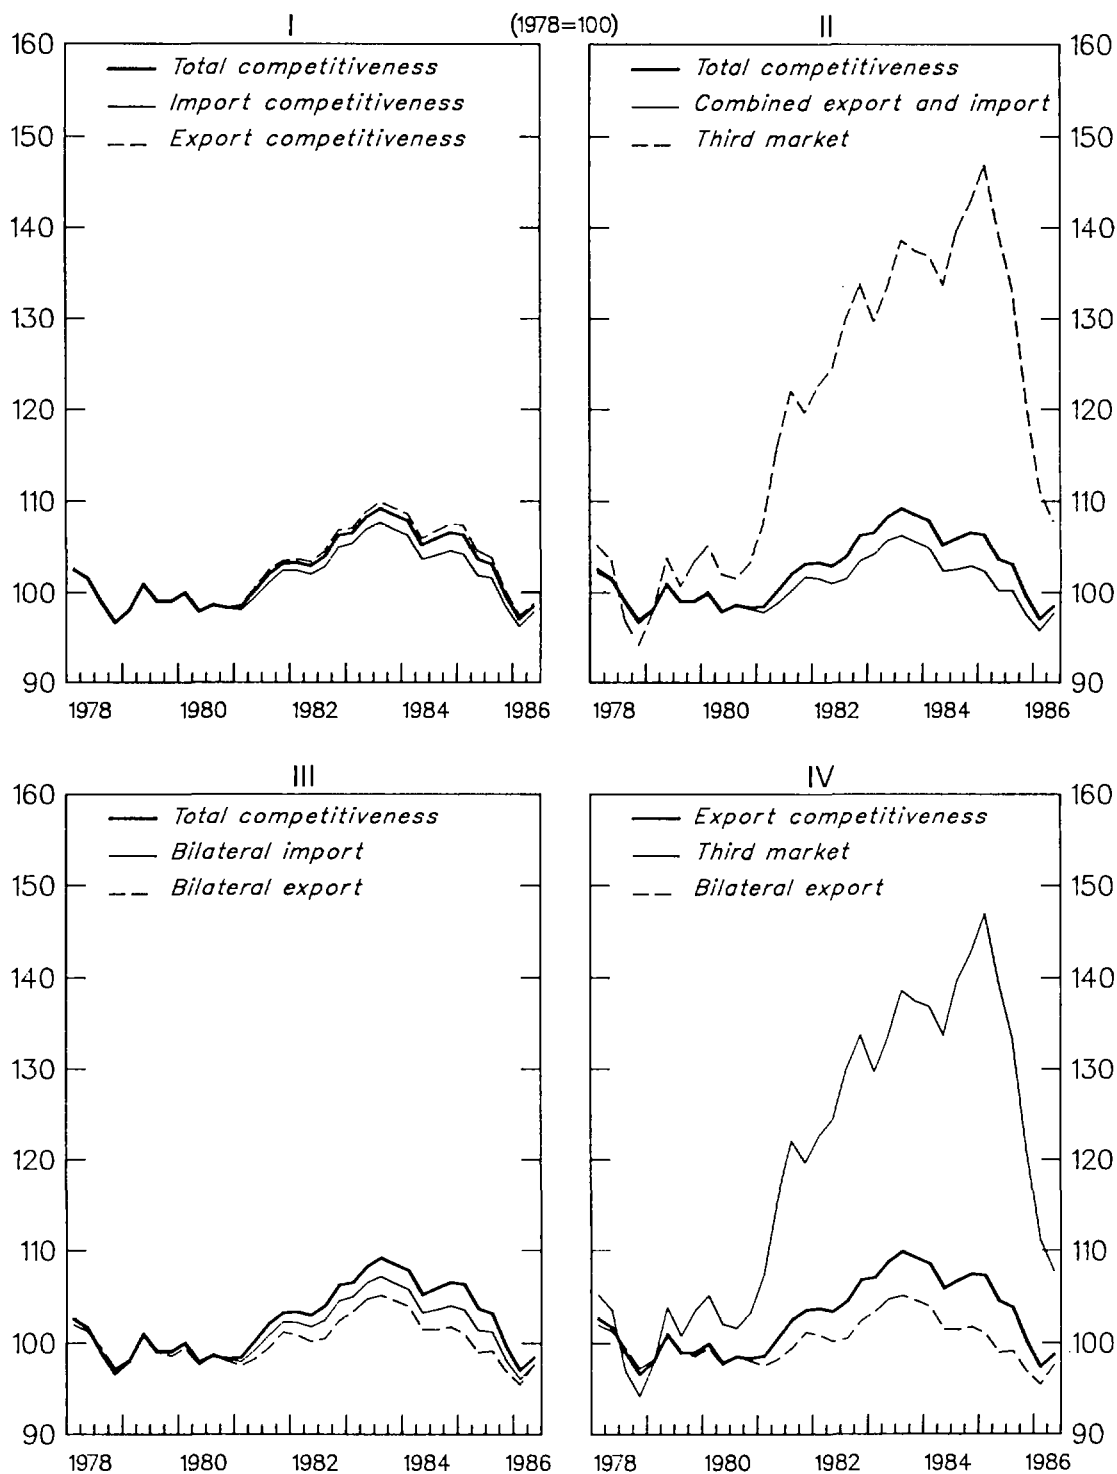 I (1978=100) II
160 160
Total competitiveness Total competitiveness
Import competitiveness Combined export and import
Export competitiveness Third market
150 150
140 140
130 130
120 120
110 110
100 100
90 90
1978 1980 1982 1984 1986 1978 1980 1982 1984 1986
III IV
160 160
Total competitiveness Export competitiveness
Bilateral import Third market
Bilateral export Bilateral export
150 150
140 140
130 130
120 120
110 110
100 100
90 90
1978 1980 1982 1984 1986 1978 1980 1982 1984 1986